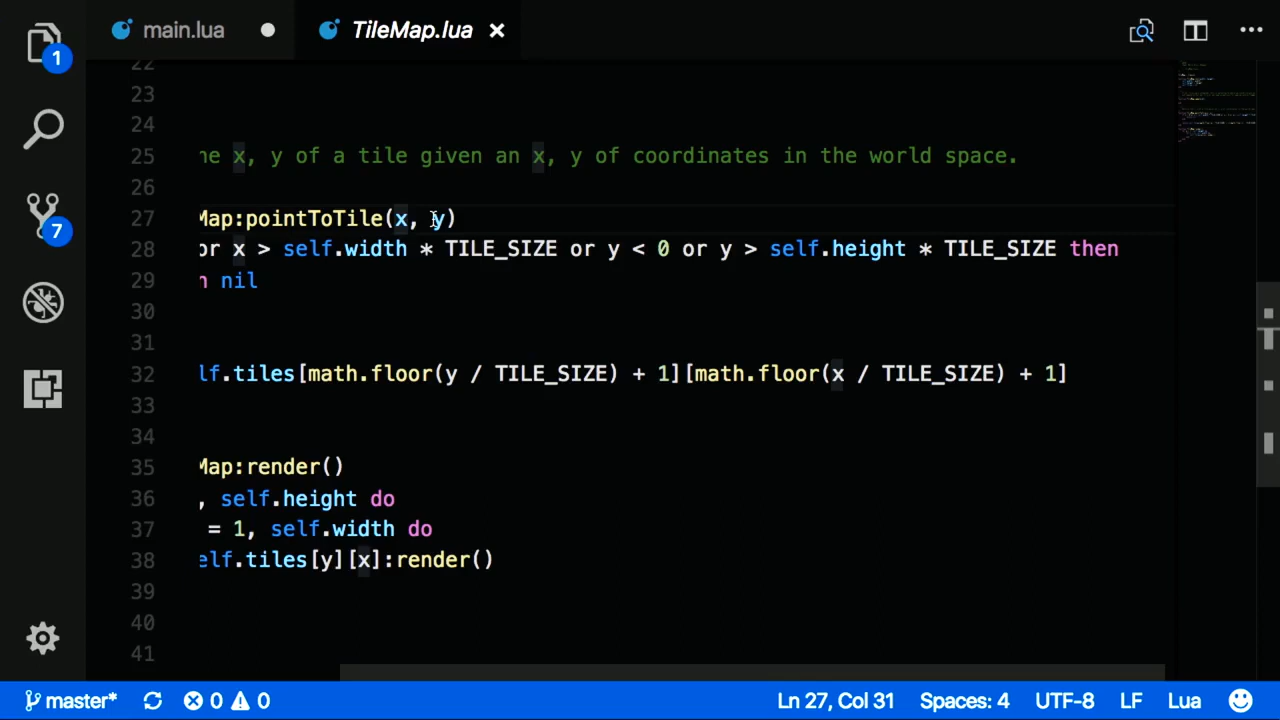 main.lua
TileMap.lua
1
22
23
24
25 he x, y of a tile given an x, y of coordinates in the world space.
26
27 Map:pointToTile(x, y)
28 or x > self.width * TILE_SIZE or y < 0 or y > self.height * TILE_SIZE then
29 n nil
30
31
32 lf.tiles[math.floor(y / TILE_SIZE) + 1][math.floor(x / TILE_SIZE) + 1]
33
34
35 Map:render()
36 , self.height do
37 = 1, self.width do
38 elf.tiles[y][x]:render()
39
40
41
7
master* 0 0 Ln 27, Col 31 Spaces: 4 UTF-8 LF Lua